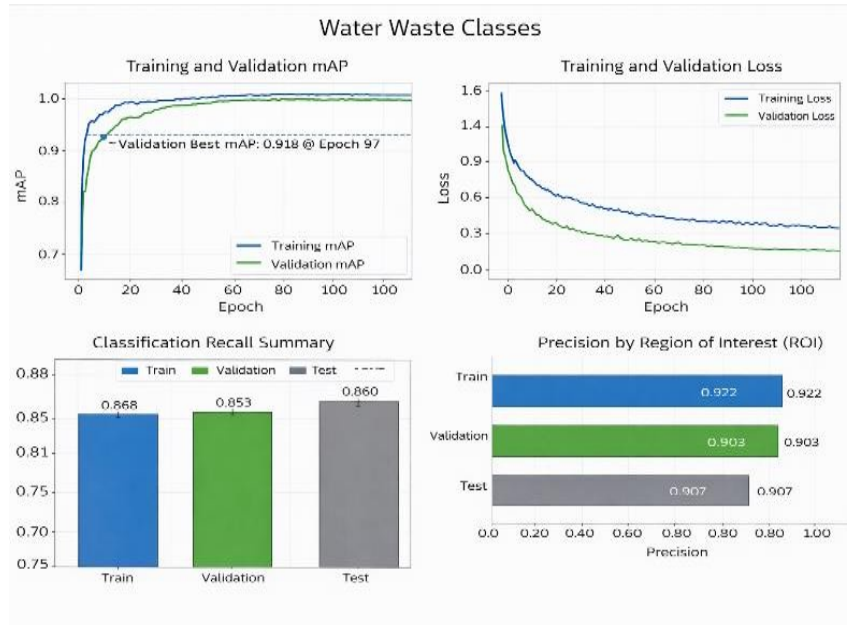 Water Waste Classes
Training and Validation mAP
1.0
0.9
0.8
0.7
mAP
Validation Best mAP: 0.918 @ Epoch 97
Training mAP
Validation mAP
0 20 40 60 80 100 100
Epoch
Training and Validation Loss
1.6
1.4
0.9
0.6
0.3
0.0
Loss
Training Loss
Validation Loss
0 20 40 60 80 100
Epoch
Classification Recall Summary
0.88
0.85
0.81
0.75
0.70
0.75
Train Validation Test
0.868 0.853 0.860
Train Validation Test
Precision by Region of Interest (ROI)
Train 0.922 0.922
Validation 0.903 0.903
Test 0.907 0.907
0.0 0.20 0.40 0.60 0.80 0.80 1.00
Precision